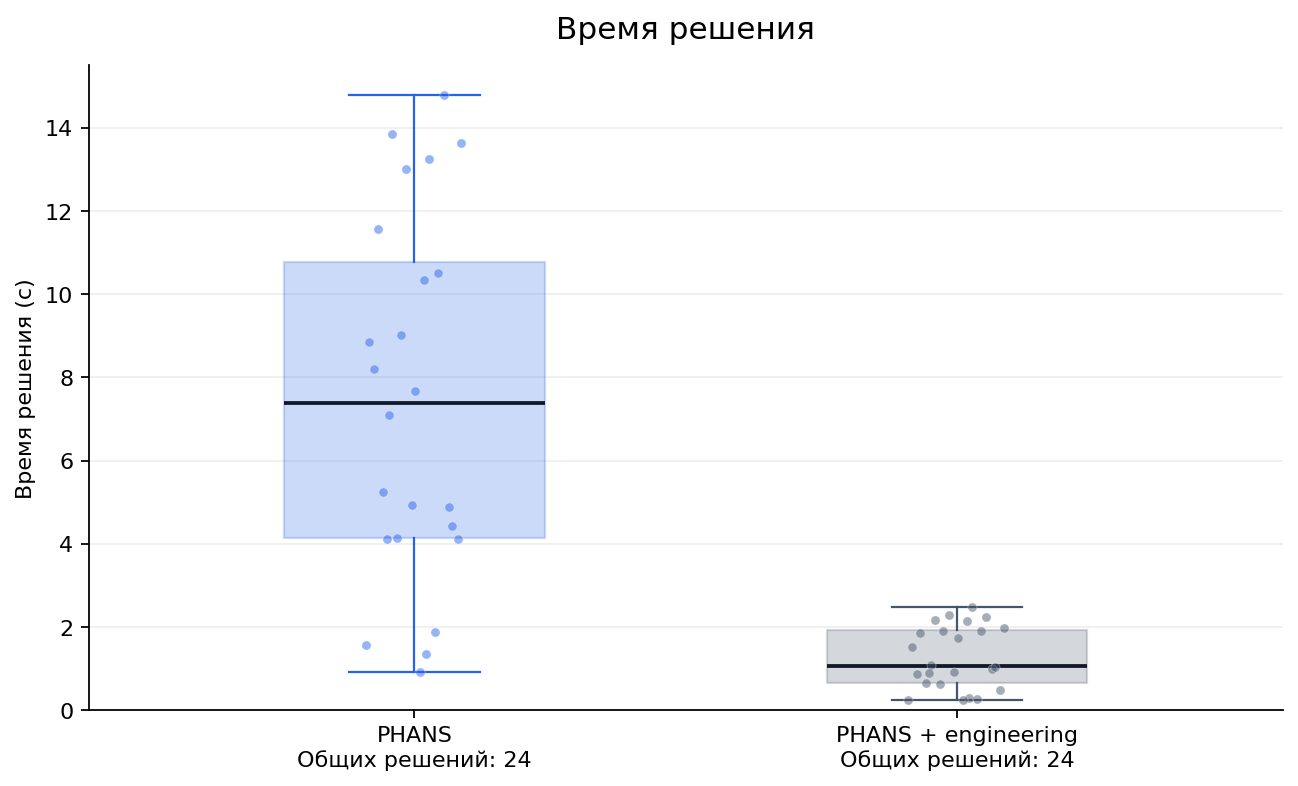 Время решения
Время решения (с)
14
12
10
8
6
4
2
0
PHANS
Общих решений: 24
PHANS + engineering
Общих решений: 24